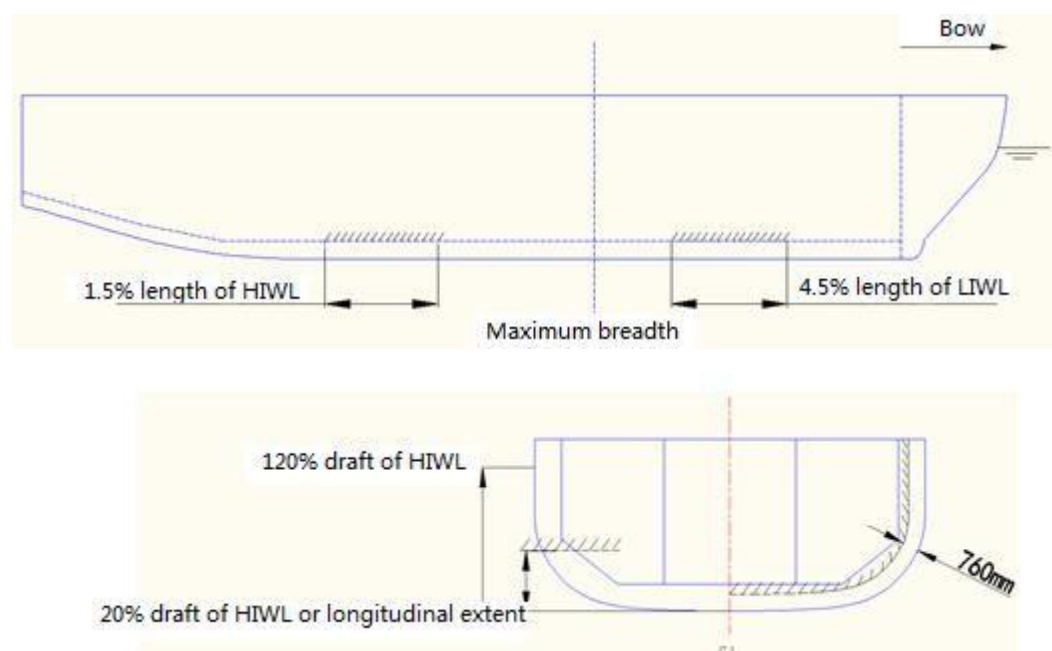 Bow
1.5% length of HIWL
4.5% length of LIWL
Maximum breadth
120% draft of HIWL
760mm
20% draft of HIWL or longitudinal extent